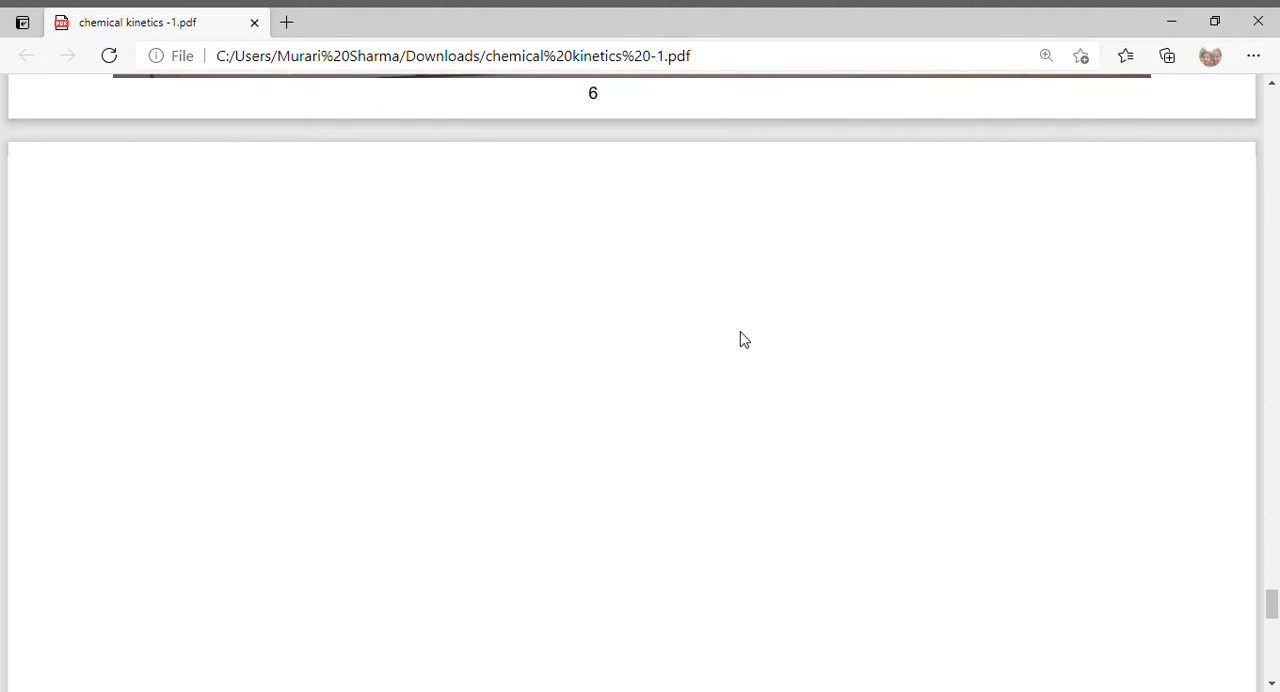 chemical kinetics -1.pdf
File
C:/Users/Murari%20Sharma/Downloads/chemical%20kinetics%20-1.pdf
6